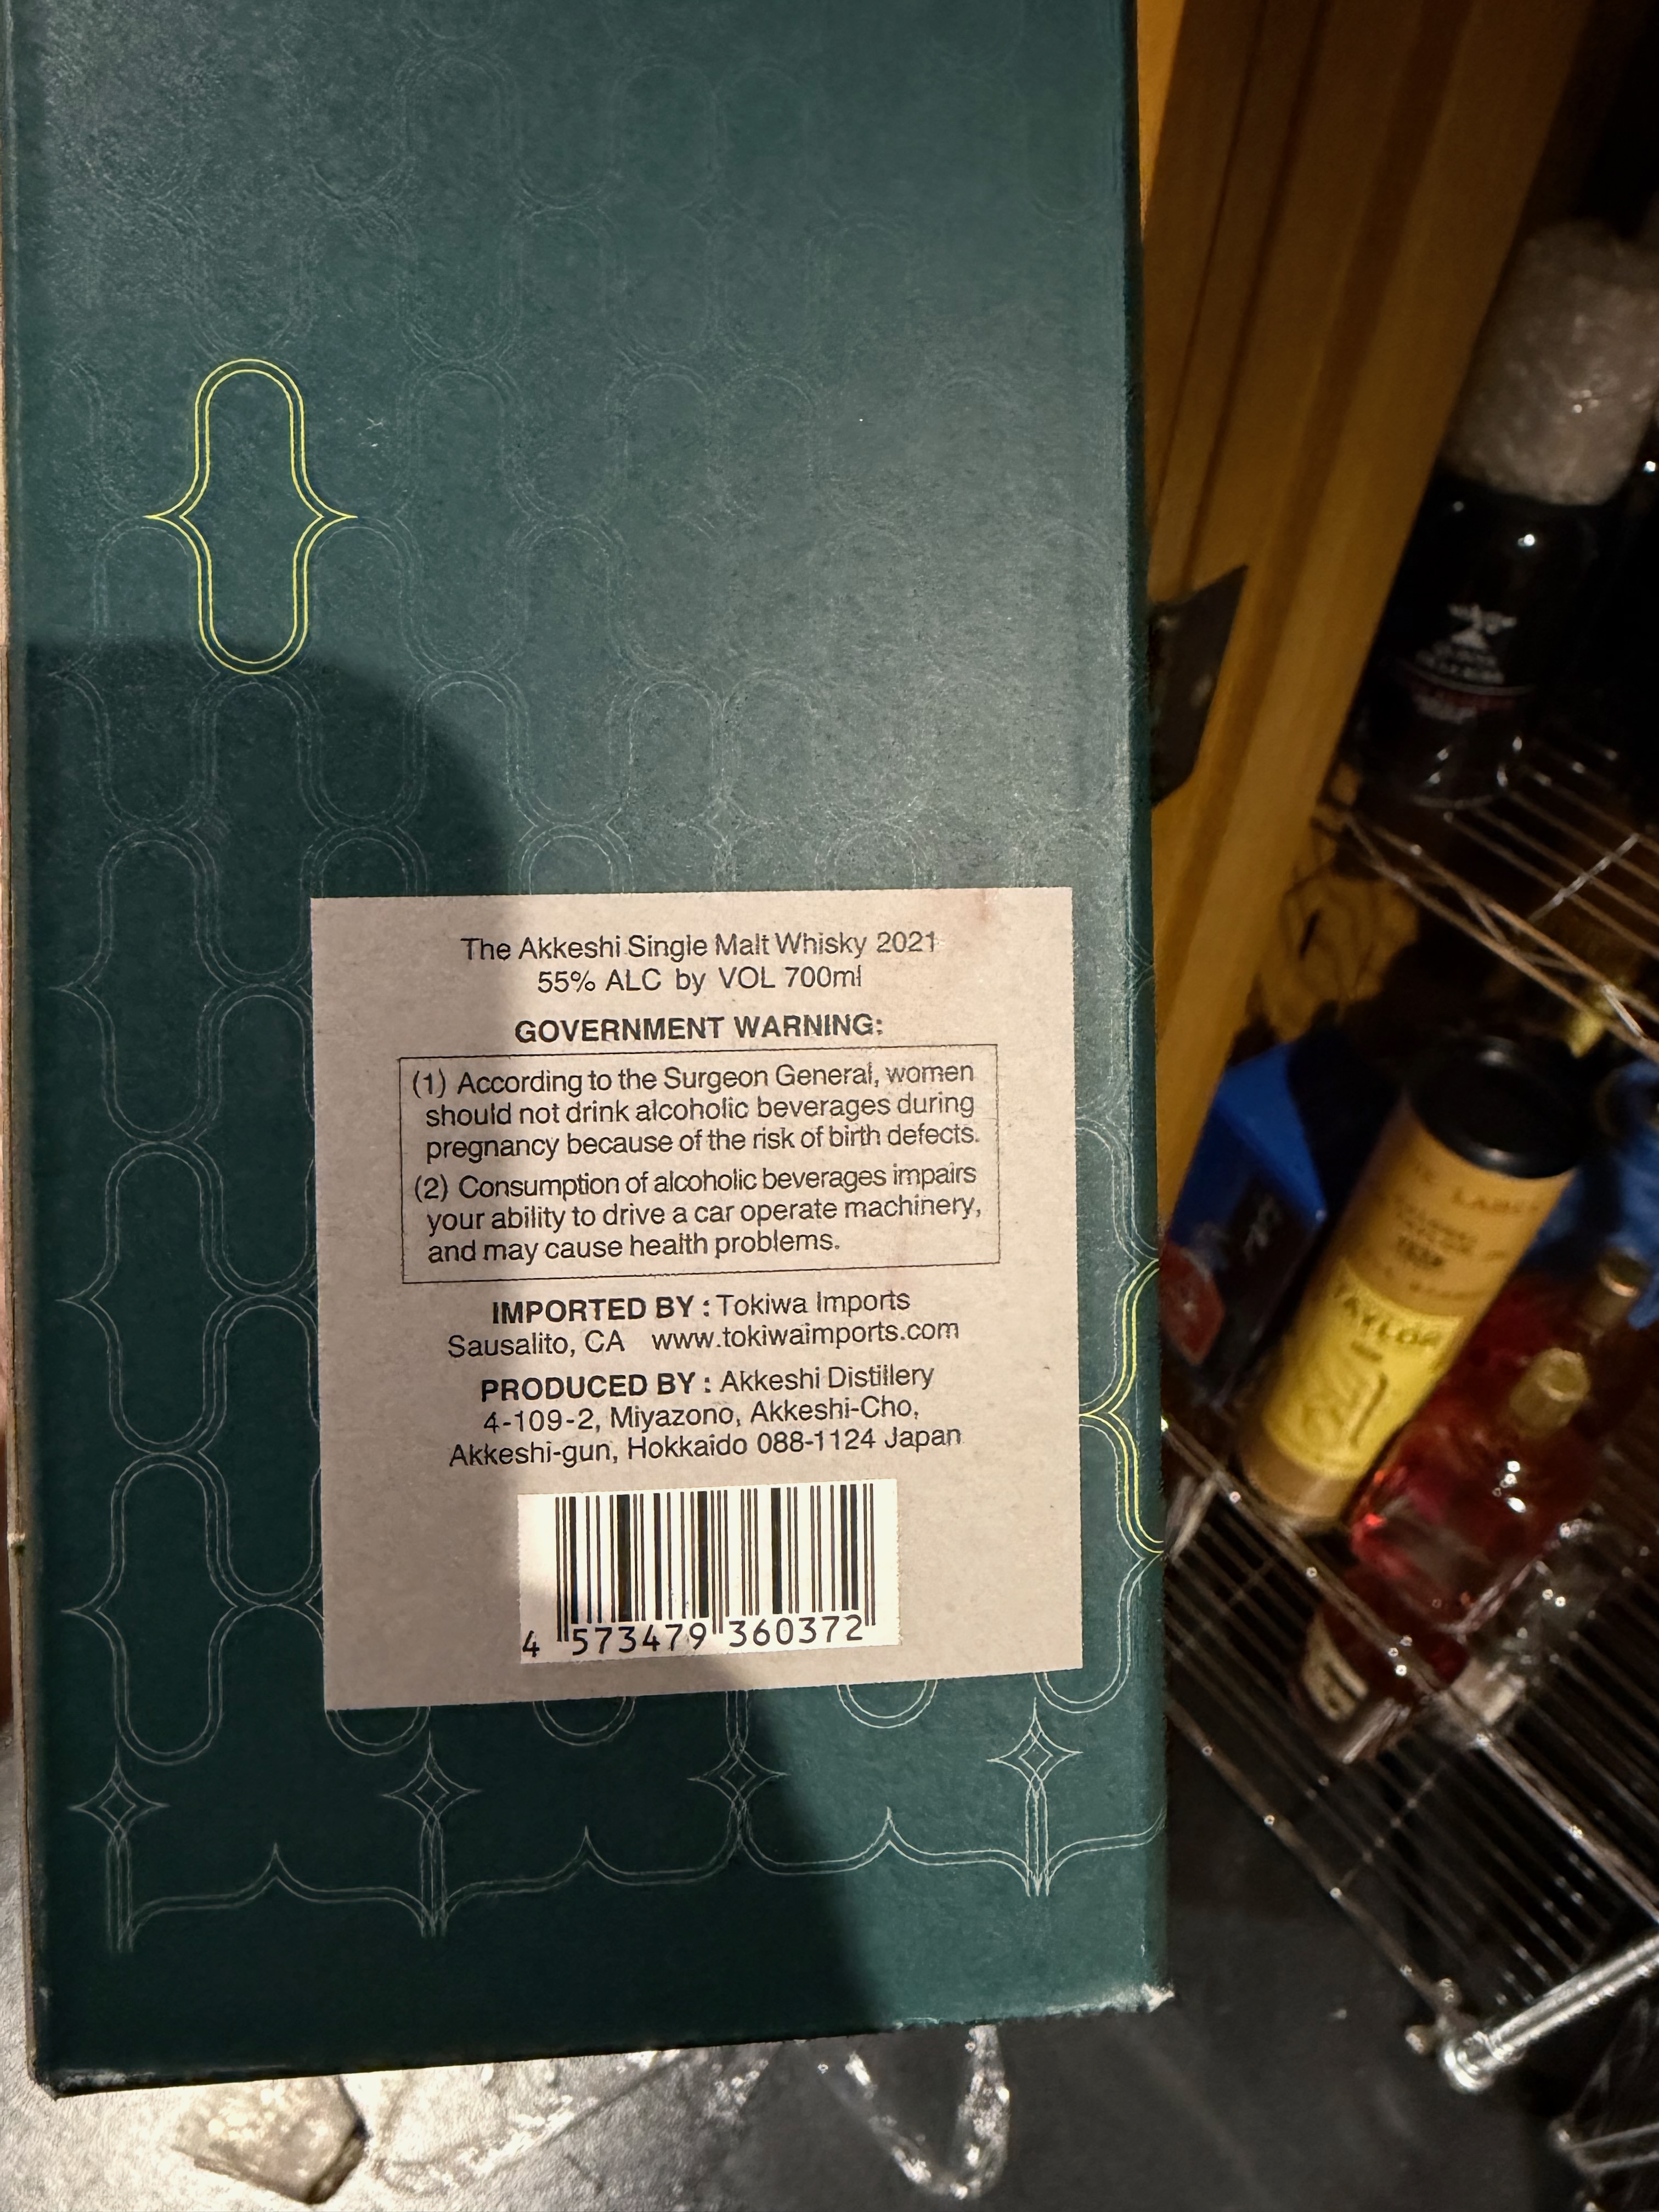 The Akkeshi Single Malt Whisky 2021
55% ALC by VOL 700ml
GOVERNMENT WARNING:
(1) According to the Surgeon General, women
should not drink alcoholic beverages during
pregnancy because of the risk of birth defects.
(2) Consumption of alcoholic beverages impairs
your ability to drive a car operate machinery,
and may cause health problems.
IMPORTED BY : Tokiwa Imports
Sausalito, CA www.tokiwaimports.com
PRODUCED BY : Akkeshi Distillery
4-109-2, Miyazono, Akkeshi-Cho,
Akkeshi-gun, Hokkaido 088-1124 Japan
4 573479 360372
TAYLOR